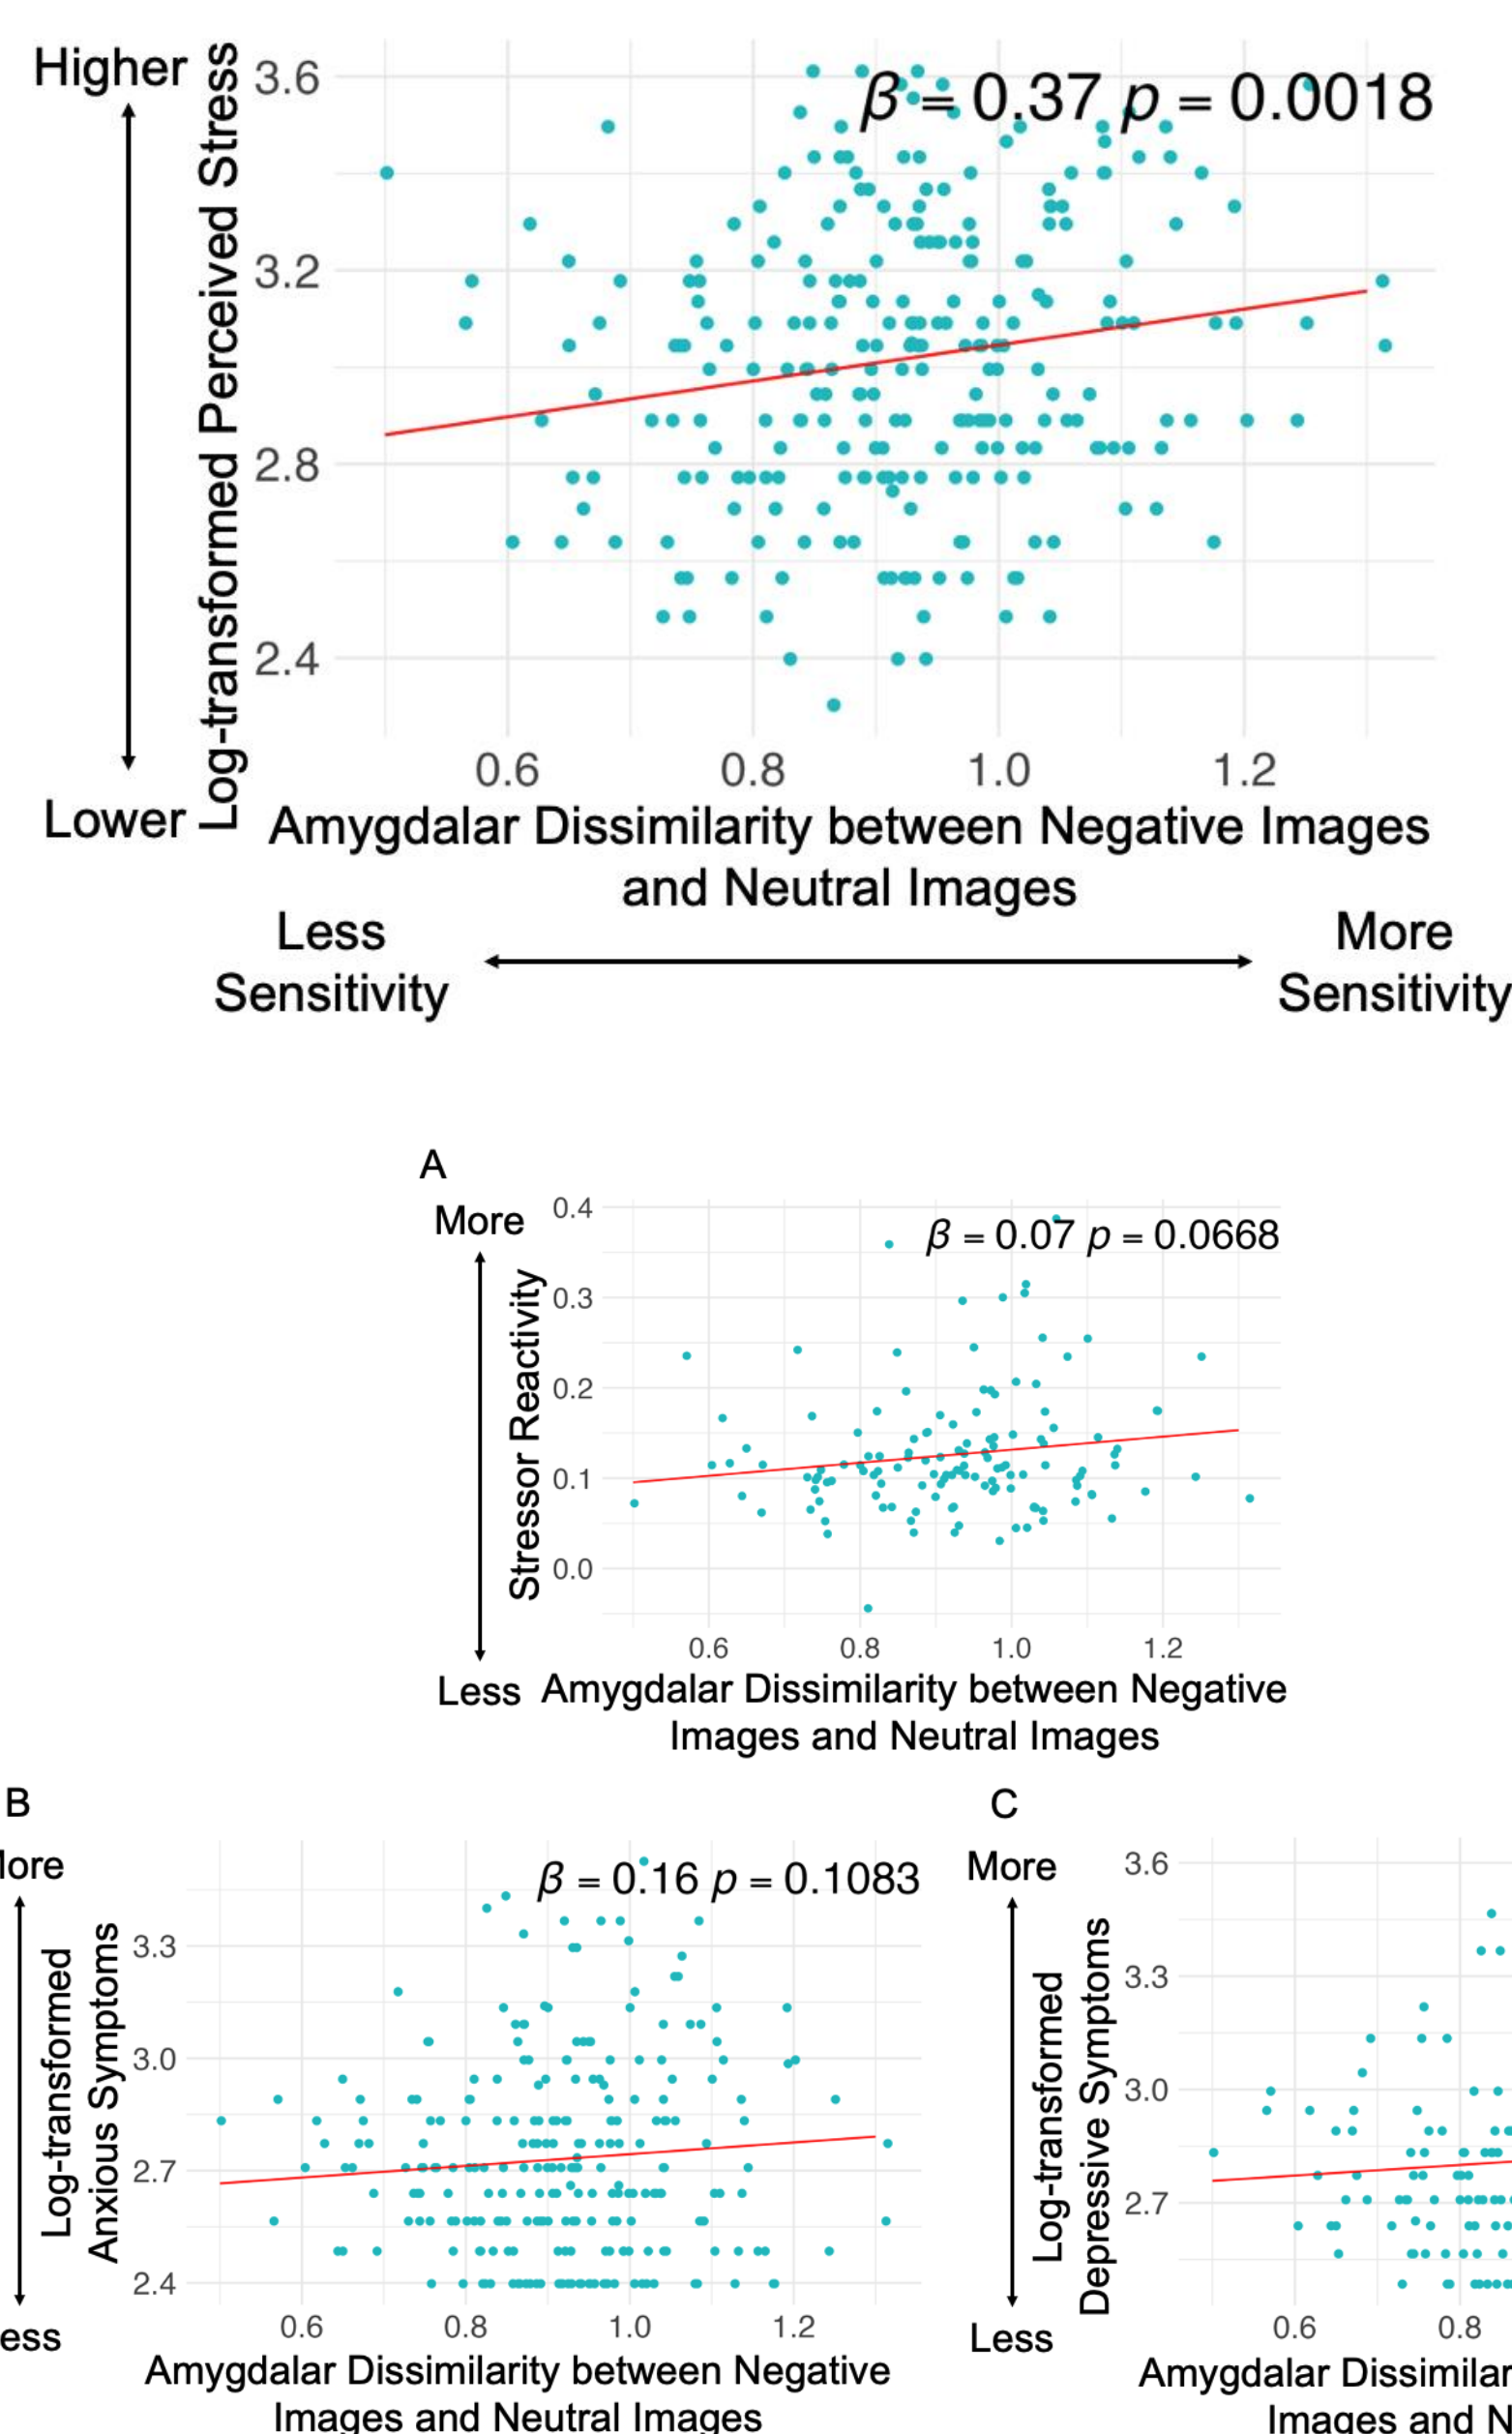 Higher
Log-transformed Perceived Stress
3.6
β = 0.37 p = 0.0018
3.2
2.8
2.4
Lower
0.6 0.8 1.0 1.2
Amygdalar Dissimilarity between Negative Images
and Neutral Images
Less
Sensitivity
More
Sensitivity
A
More
Stressor Reactivity
0.4
β = 0.07 p = 0.0668
0.3
0.2
0.1
0.0
0.6 0.8 1.0 1.2
Less
Amygdalar Dissimilarity between Negative
Images and Neutral Images
B
lore
Log-transformed
Anxious Symptoms
β = 0.16 p = 0.1083
3.3
3.0
2.7
2.4
ess
0.6 0.8 1.0 1.2
Amygdalar Dissimilarity between Negative
Images and Neutral Images
C
More
Log-transformed
Depressive Symptoms
3.6
3.3
3.0
2.7
Less
0.6 0.8
Amygdalar Dissimilar
Images and N